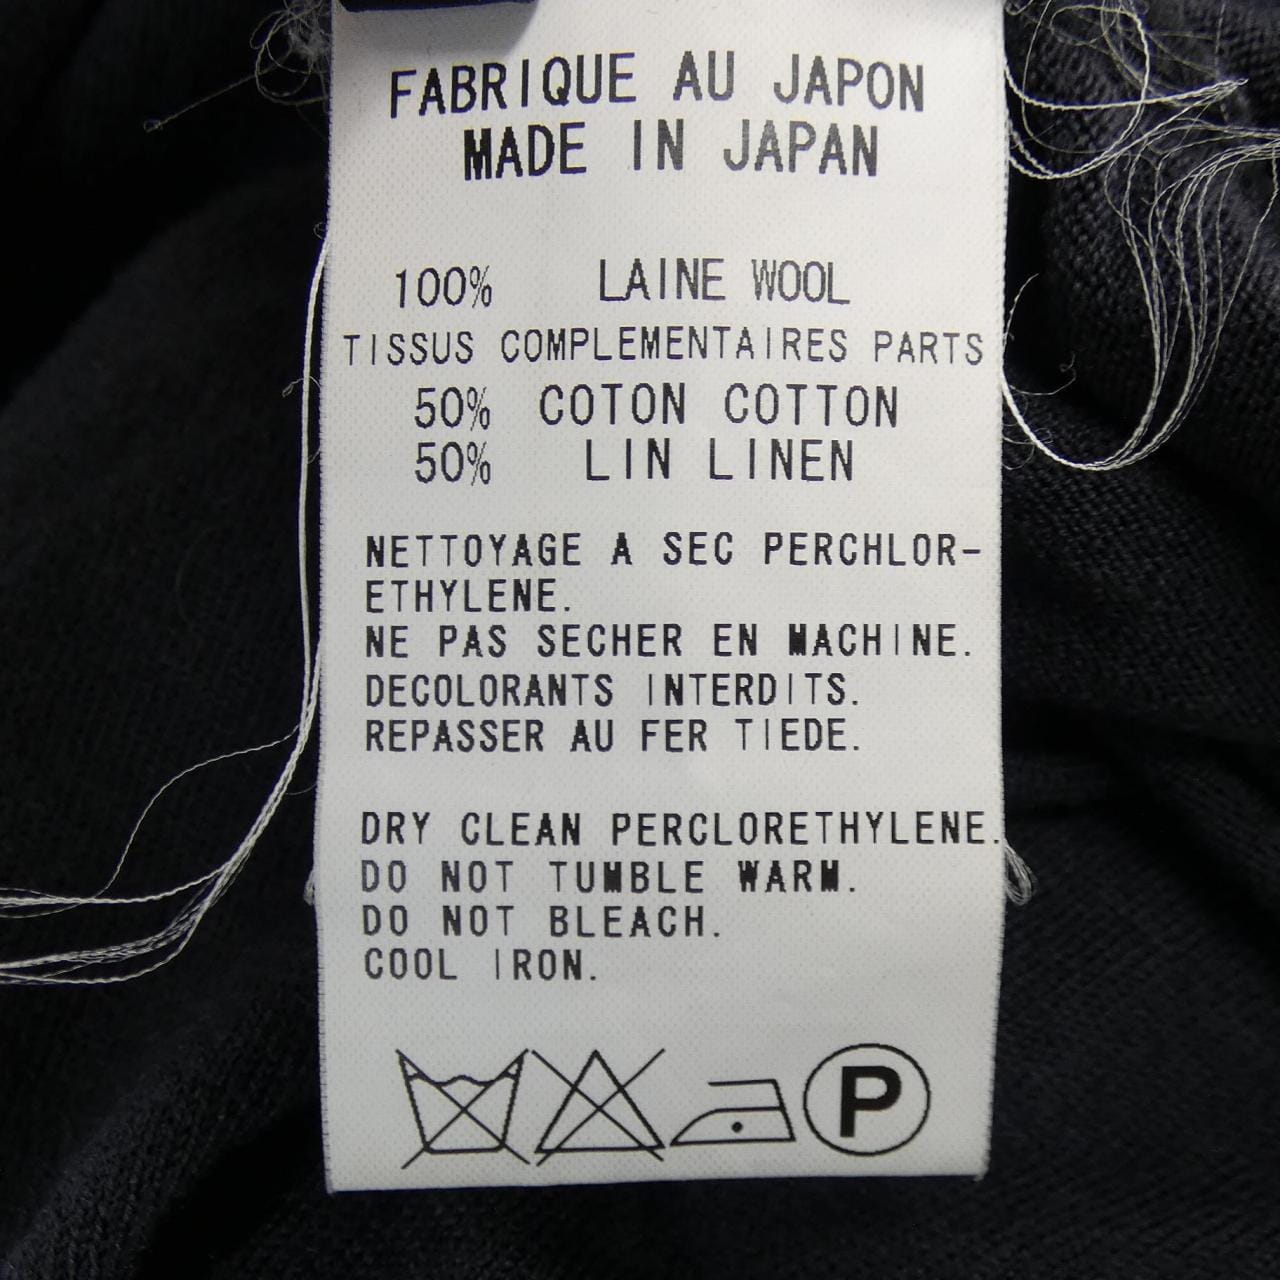 FABRIQUE AU JAPON
MADE IN JAPAN
100% LAINE WOOL
TISSUS COMPLEMENTAIRES PARTS
50% COTON COTTON
50% LIN LINEN
NETTOYAGE A SEC PERCHLOR-
ETHYLENE.
NE PAS SECHER EN MACHINE.
DECOLORANTS INTERDITS.
REPASSER AU FER TIEDE.
DRY CLEAN PERCLORETHYLENE.
DO NOT TUMBLE WARM.
DO NOT BLEACH.
COOL IRON.
P